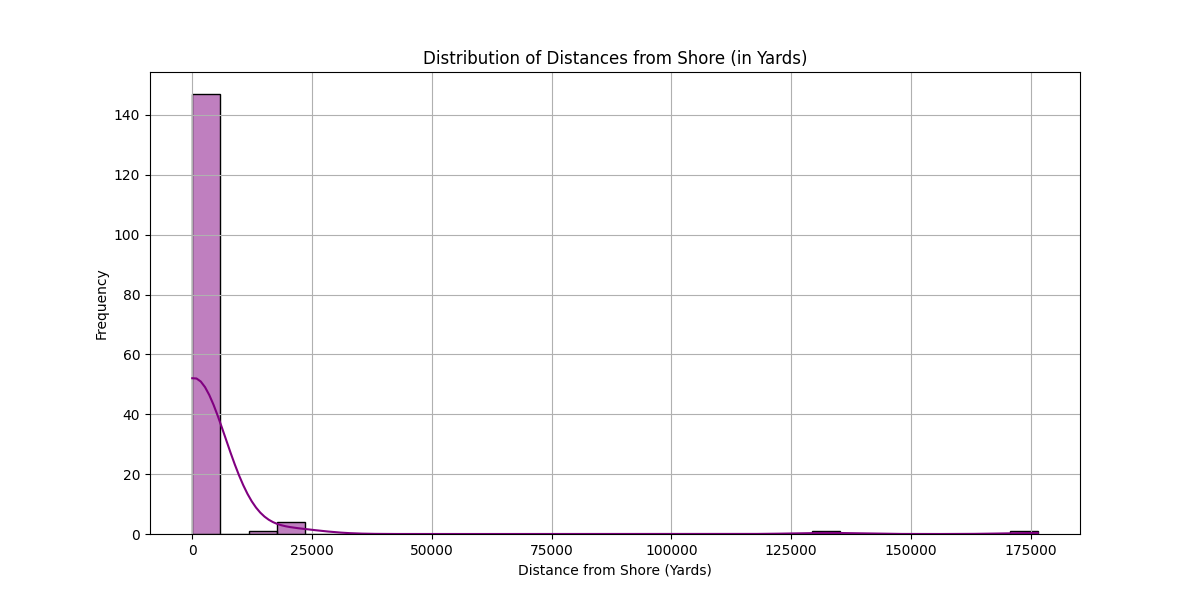 Distribution of Distances from Shore (in Yards)
140
120
100
80
60
40
20
0
Frequency
0 25000 50000 75000 100000 125000 150000 175000
Distance from Shore (Yards)